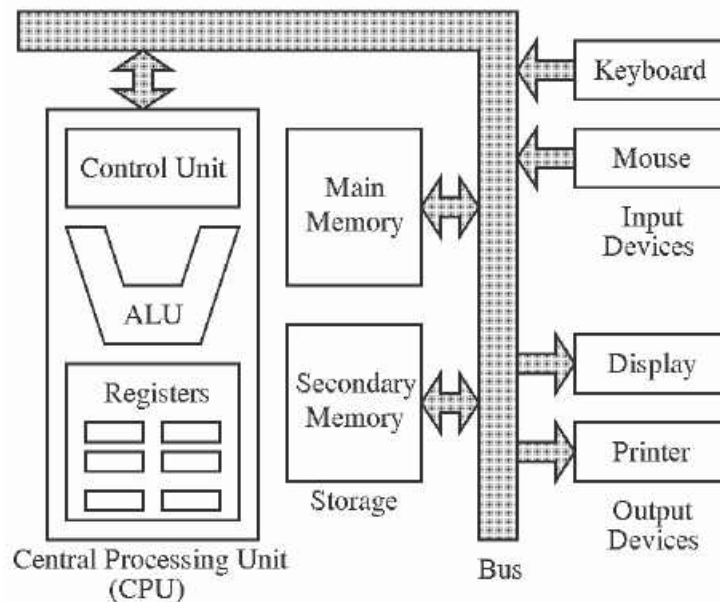 Keyboard
Control Unit
Mouse
Main
Memory
Input
Devices
ALU
Display
Registers
Secondary
Memory
Printer
Storage
Output
Devices
Central Processing Unit
(CPU)
Bus